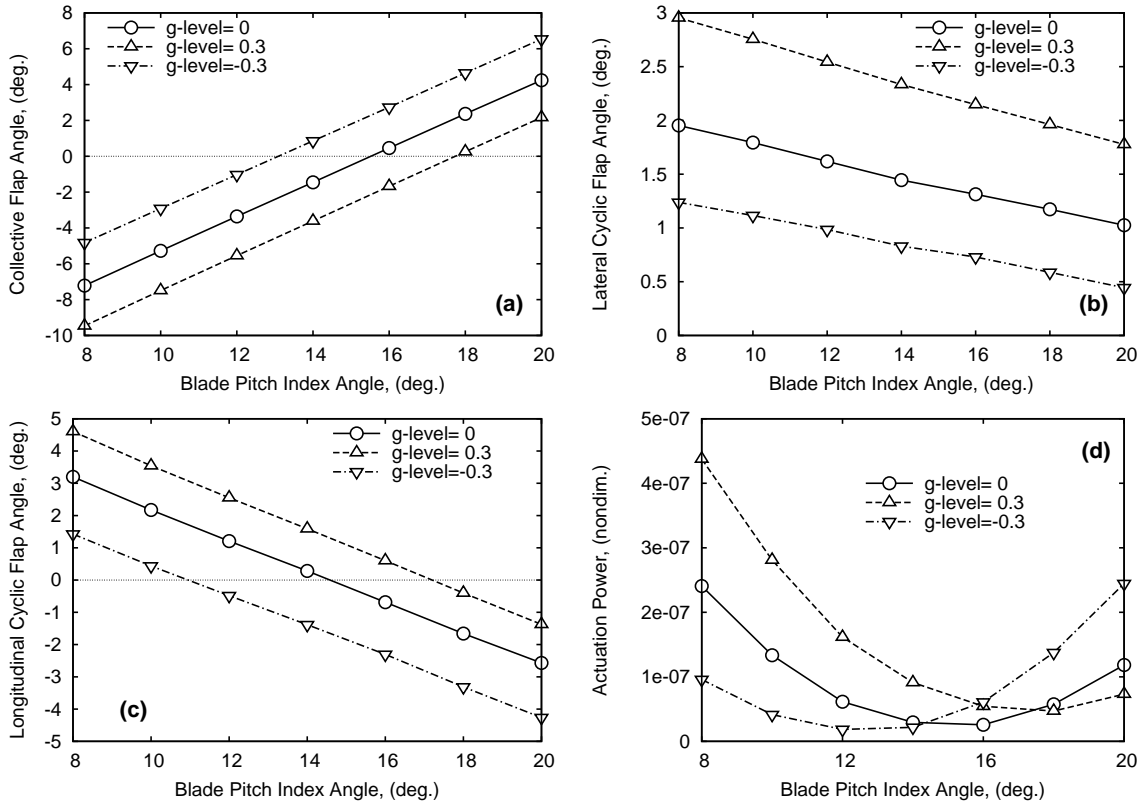 8
6
4
2
0
-2
-4
-6
-8
-10
Collective Flap Angle, (deg.)
g-level= 0
g-level= 0.3
g-level=-0.3
(a)
8 10 12 14 16 18 20
Blade Pitch Index Angle, (deg.)
3
2.5
2
1.5
1
0.5
0
Lateral Cyclic Flap Angle, (deg.)
g-level= 0
g-level= 0.3
g-level=-0.3
(b)
8 10 12 14 16 18 20
Blade Pitch Index Angle, (deg.)
5
4
3
2
1
0
-1
-2
-3
-4
-5
Longitudinal Cyclic Flap Angle, (deg.)
g-level= 0
g-level= 0.3
g-level=-0.3
(c)
8 10 12 14 16 18 20
Blade Pitch Index Angle, (deg.)
5e-07
4e-07
3e-07
2e-07
1e-07
0
Actuation Power, (nondim.)
(d)
g-level= 0
g-level= 0.3
g-level=-0.3
8 10 12 14 16 18 20
Blade Pitch Index Angle, (deg.)